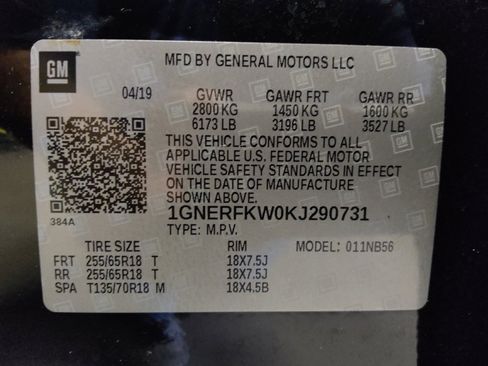 GM
MFD BY GENERAL MOTORS LLC
04/19 GVWR GAWR FRT GAWR RR
2800 KG 1450 KG 1600 KG
6173 LB 3196 LB 3527 LB
THIS VEHICLE CONFORMS TO ALL
APPLICABLE U.S. FEDERAL MOTOR
VEHICLE SAFETY STANDARDS IN EFFECT
ON THE DATE OF MANUFACTURE
SHOWN ABOVE.
384A
1GNERFKW0KJ290731
TYPE: M.P.V.
TIRE SIZE RIM MODEL: 011NB56
FRT 255/65R18 T 18X7.5J
RR 255/65R18 T 18X7.5J
SPA T135/70R18 M 18X4.5B